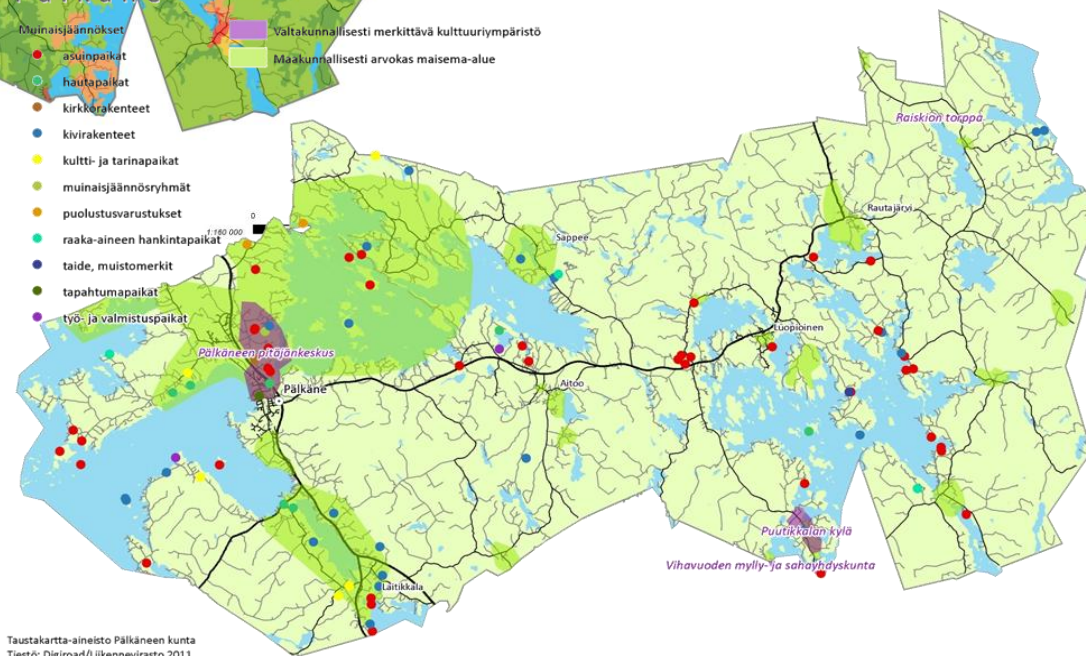 Muinaisjäännökset
asuinpaikat
hautapaikat
kirkkorakenteet
kivirakenteet
kultti- ja tarinapaikat
muinaisjäännösryhmät
puolustusvarustukset
raaka-aineen hankintapaikat
taide, muistomerkit
tapahtumapaikat
työ- ja valmistuspaikat
Valtakunnallisesti merkittävä kulttuuriympäristö
Maakunnallisesti arvokas maisema-alue
0
1:160 000
Raiskion torppa
Rautajärvi
Sappee
Luopioinen
Pälkäneen pitäjänkeskus
Pälkäne
Aitoo
Puutikkalan kylä
Vihavuoden mylly- ja sahayhdyskunta
Laitikkala
Taustakartta-aineisto Pälkäneen kunta
Tiestö: Digiroad/Liikennevirasto 2011